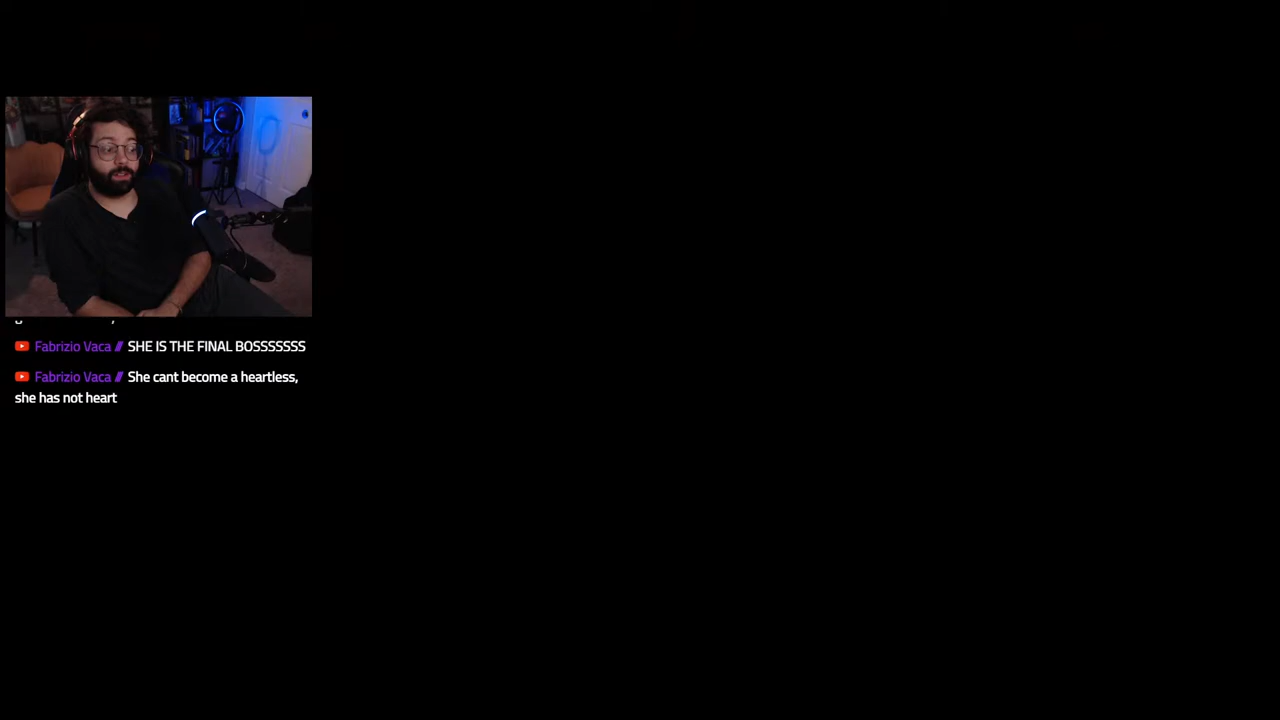 Fabrizio Vaca // SHE IS THE FINAL BOSSSSSSS
Fabrizio Vaca // She cant become a heartless,
she has not heart